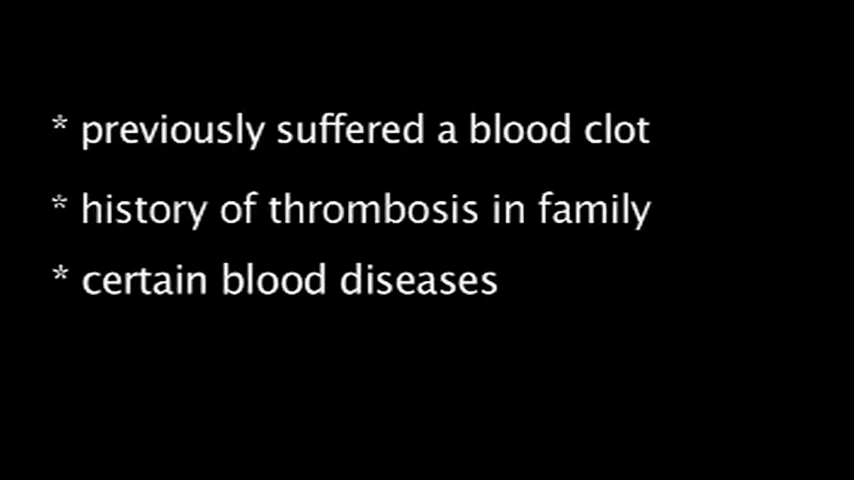 * previously suffered a blood clot
* history of thrombosis in family
* certain blood diseases